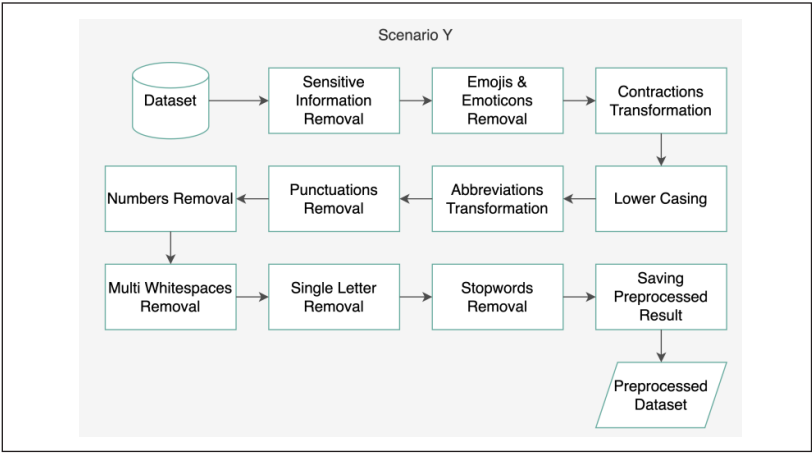 Scenario Y
Dataset
Sensitive
Information
Removal
Emojis &
Emoticons
Removal
Contractions
Transformation
Lower Casing
Abbreviations
Transformation
Punctuations
Removal
Numbers Removal
Multi Whitespaces
Removal
Single Letter
Removal
Stopwords
Removal
Saving
Preprocessed
Result
Preprocessed
Dataset